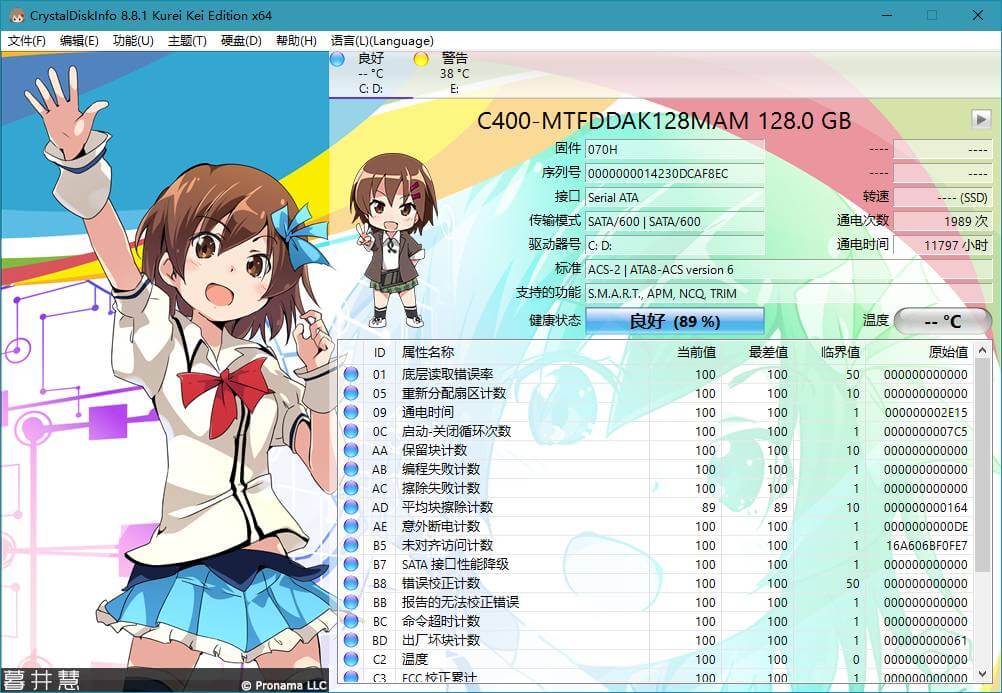 CrystalDiskInfo 8.8.1 Kurei Kei Edition x64
文件(F) 编辑(E) 功能(U) 主题(T) 硬盘(D) 帮助(H) 语言(L)(Language)
良好 警告
-- °C 38 °C
C: D: E:
C400-MTFDDAK128MAM 128.0 GB
固件 070H ---- ----
序列号 0000000014230DCAF8EC ---- ----
接口 Serial ATA 转速 ---- (SSD)
传输模式 SATA/600 | SATA/600 通电次数 1989 次
驱动器号 C: D: 通电时间 11797 小时
标准 ACS-2 | ATA8-ACS version 6
支持的功能 S.M.A.R.T., APM, NCQ, TRIM
健康状态 良好 (89 %) 温度 -- °C
ID 属性名称 当前值 最差值 临界值 原始值
01 底层读取错误率 100 100 50 000000000000
05 重新分配扇区计数 100 100 10 000000000000
09 通电时间 100 100 1 000000002E15
0C 启动-关闭循环次数 100 100 1 0000000007C5
AA 保留块计数 100 100 10 000000000000
AB 编程失败计数 100 100 1 000000000000
AC 擦除失败计数 100 100 1 000000000000
AD 平均块擦除计数 89 89 10 000000000164
AE 意外断电计数 100 100 1 0000000000DE
B5 未对齐访问计数 100 100 1 16A606BF0FE7
B7 SATA 接口性能降级 100 100 1 000000000000
B8 错误校正计数 100 100 50 000000000000
BB 报告的无法校正错误 100 100 1 000000000000
BC 命令超时计数 100 100 1 000000000000
BD 出厂坏块计数 100 100 1 000000000061
C2 温度 100 100 0 000000000000
C3 ECC 校正累计 100 100 1 000000000000
暮井慧
© Pronama LLC